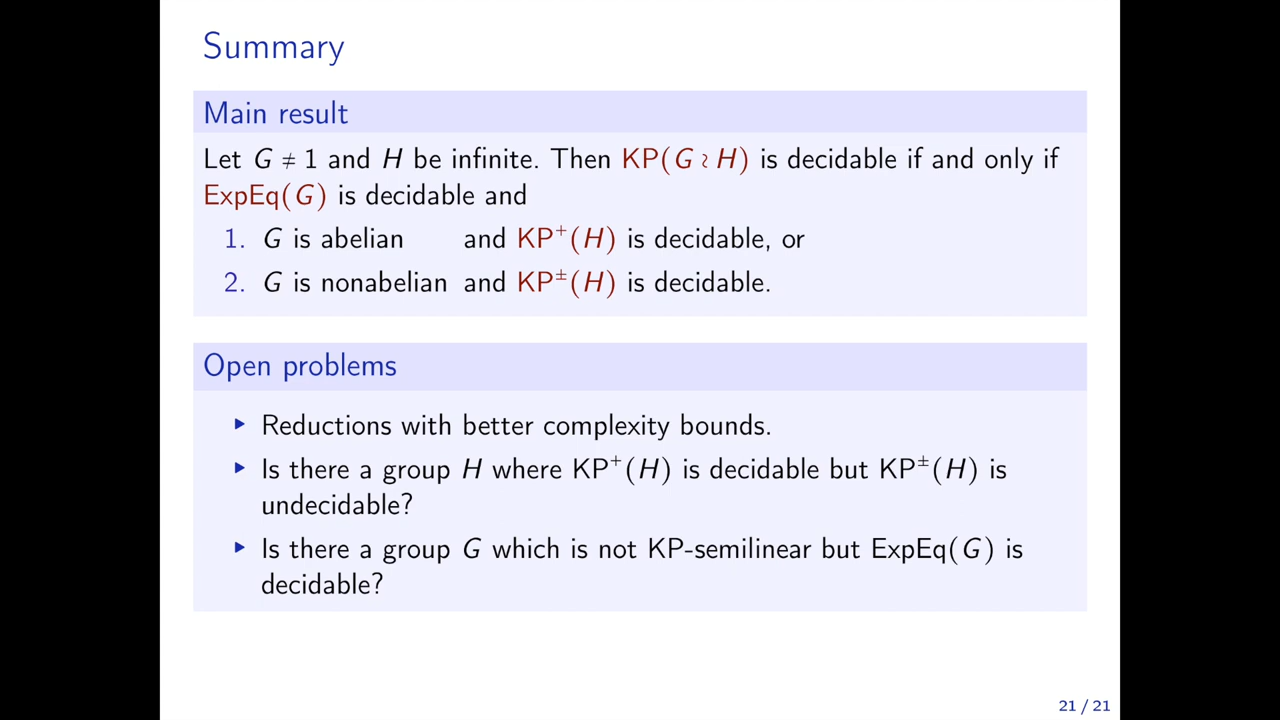 Summary
Main result
Let G ≠ 1 and H be infinite. Then KP(G ≀ H) is decidable if and only if
ExpEq(G) is decidable and
1. G is abelian and KP⁺(H) is decidable, or
2. G is nonabelian and KP±(H) is decidable.
Open problems
▸ Reductions with better complexity bounds.
▸ Is there a group H where KP⁺(H) is decidable but KP±(H) is
undecidable?
▸ Is there a group G which is not KP-semilinear but ExpEq(G) is
decidable?
21 / 21